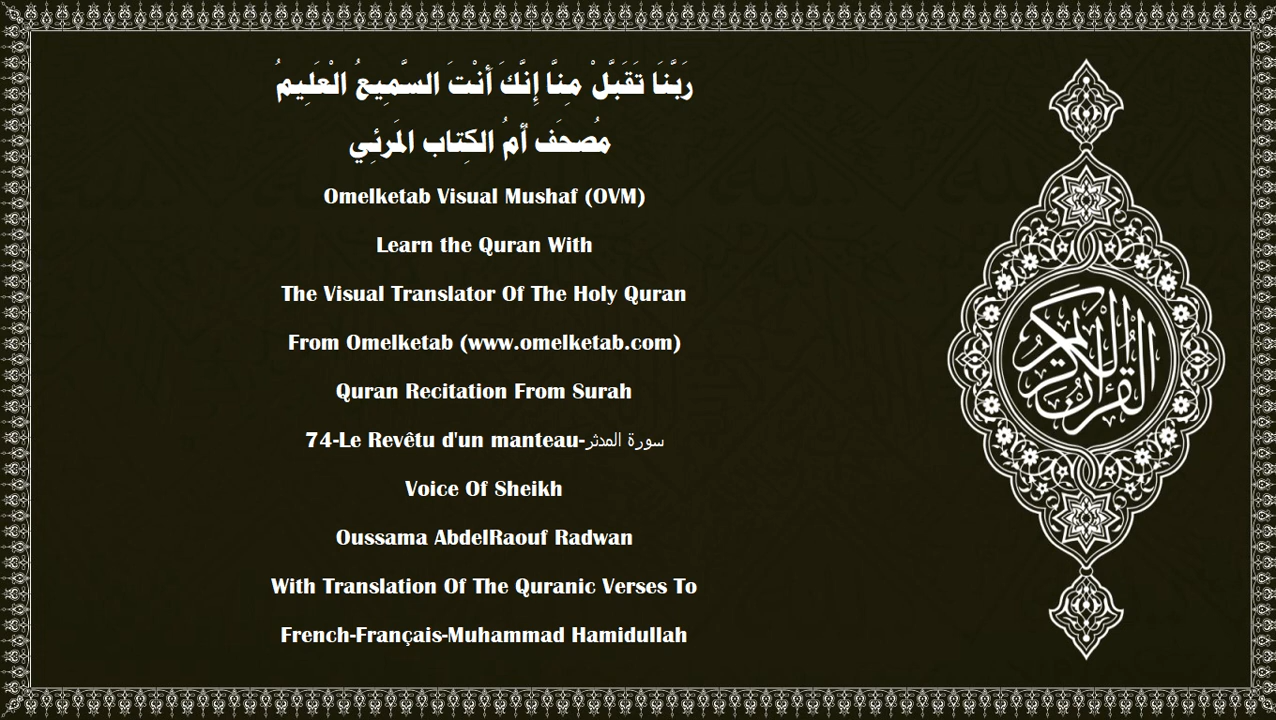 رَبَّنَا تَقَبَّلْ مِنَّا إِنَّكَ أَنْتَ السَّمِيعُ الْعَلِيمُ
مُصحَف أمُ الكِتاب المَرئِي
Omelketab Visual Mushaf (OVM)
Learn the Quran With
The Visual Translator Of The Holy Quran
From Omelketab (www.omelketab.com)
Quran Recitation From Surah
74-Le Revêtu d'un manteau-سورة المدثر
Voice Of Sheikh
Oussama AbdelRaouf Radwan
With Translation Of The Quranic Verses To
French-Français-Muhammad Hamidullah
القرآن الكريم